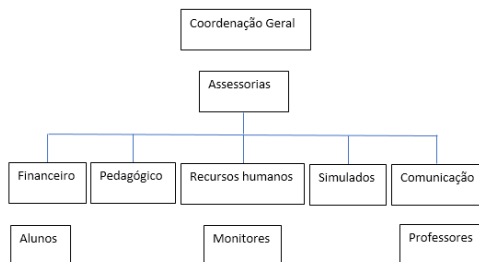 Coordenação Geral
Assessorias
Financeiro
Pedagógico
Recursos humanos
Simulados
Comunicação
Alunos
Monitores
Professores